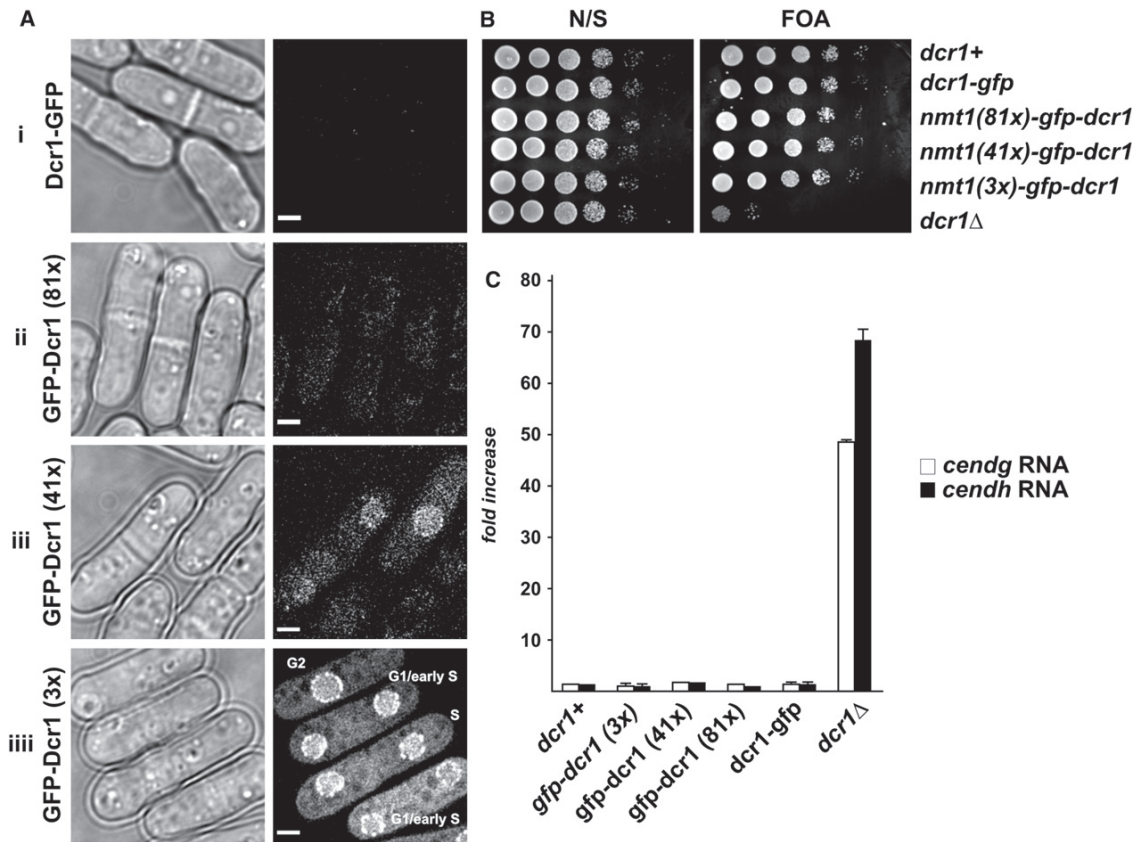 A
i
Dcr1-GFP
ii
GFP-Dcr1 (81x)
iii
GFP-Dcr1 (41x)
iiii
GFP-Dcr1 (3x)
G2
G1/early S
S
G1/early S
B
N/S
FOA
dcr1+
dcr1-gfp
nmt1(81x)-gfp-dcr1
nmt1(41x)-gfp-dcr1
nmt1(3x)-gfp-dcr1
dcr1Δ
C
fold increase
80
70
60
50
40
30
20
10
dcr1+
gfp-dcr1 (3x)
gfp-dcr1 (41x)
gfp-dcr1 (81x)
dcr1-gfp
dcr1Δ
cendg RNA
cendh RNA